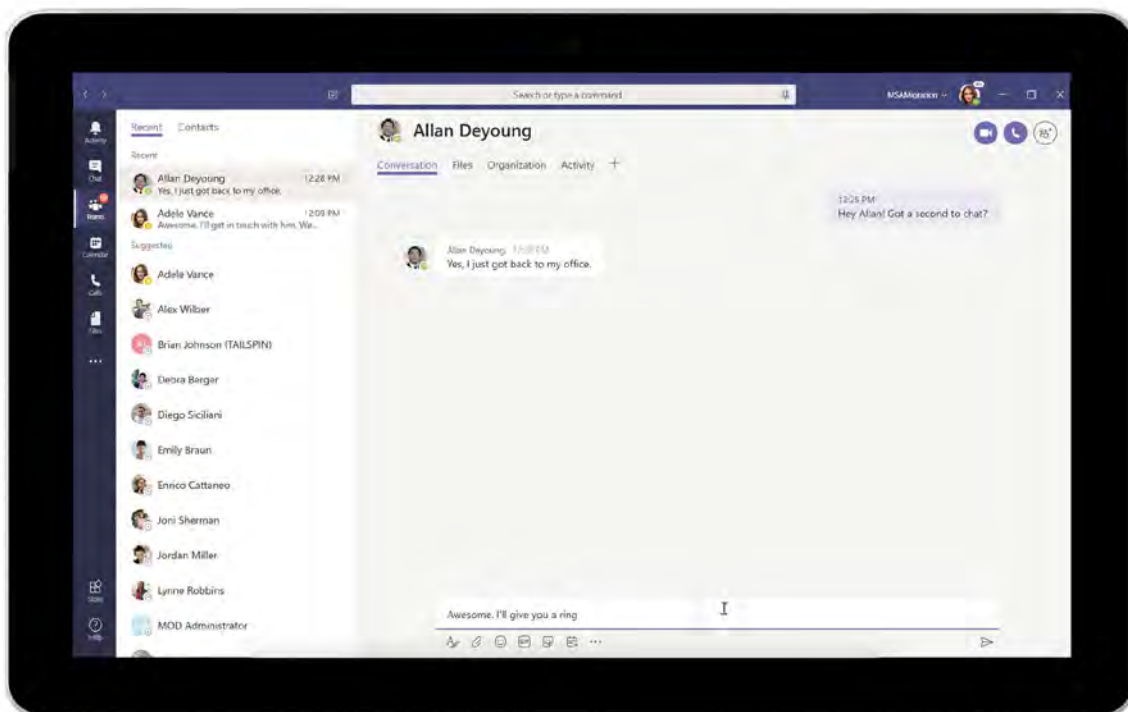 Search or type a command
MSAMigration
Activity
Chat
Teams
Calendar
Calls
Files
Store
Help
Recent Contacts
Recent
Allan Deyoung 12:28 PM
Yes, I just got back to my office.
Adele Vance 12:09 PM
Awesome. I'll get in touch with him. We...
Suggested
Adele Vance
Alex Wilber
Brian Johnson (TAILSPIN)
Debra Berger
Diego Siciliani
Emily Braun
Enrico Cattaneo
Joni Sherman
Jordan Miller
Lynne Robbins
MOD Administrator
Allan Deyoung
Conversation Files Organization Activity
Hey Allan! Got a second to chat?
Allan Deyoung 12:28 PM
Yes, I just got back to my office.
Awesome. I'll give you a ring